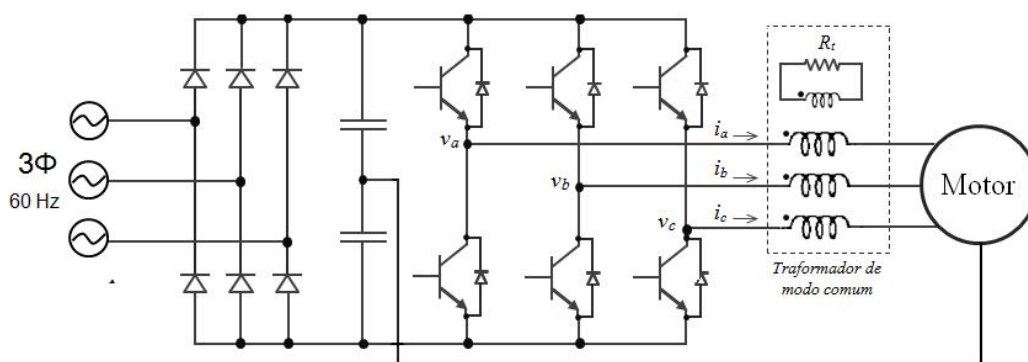 3Φ
60 Hz
v_a
v_b
v_c
i_a
i_b
i_c
R_t
Traformador de
modo comum
Motor